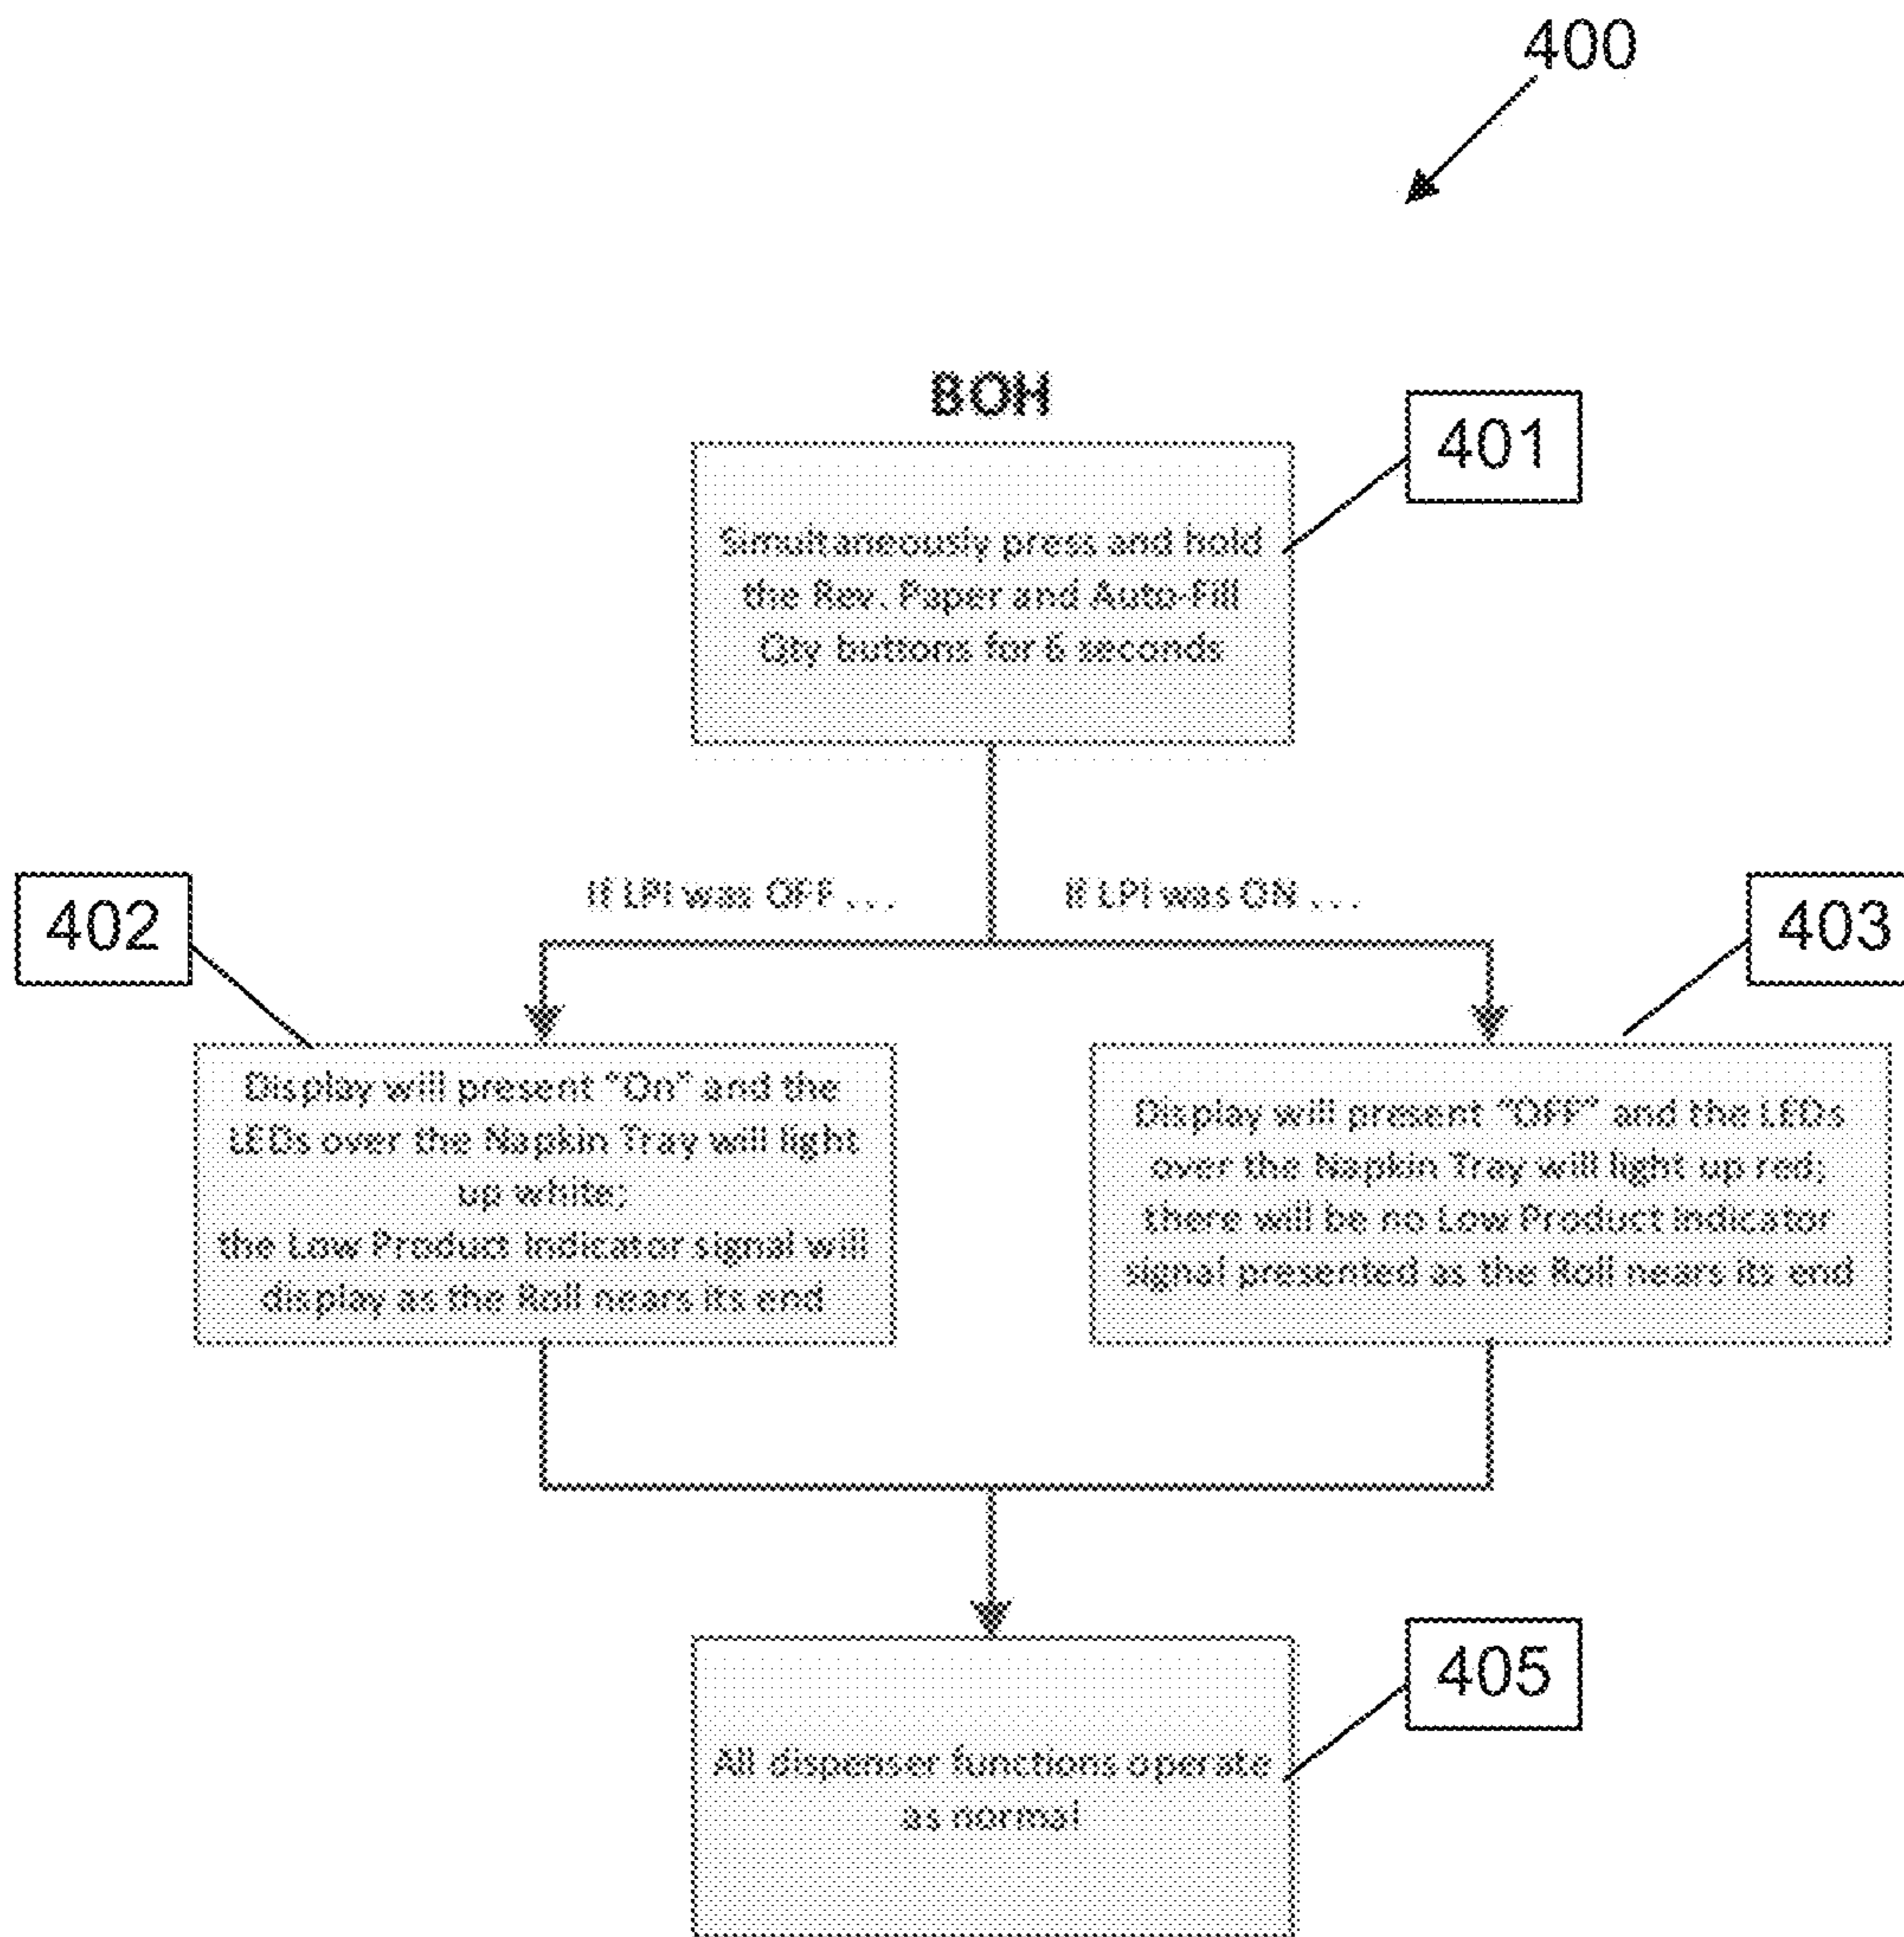 400
BOH
401
Simultaneously press and hold
the Rev. Paper and Auto-Fill
Qty buttons for 6 seconds
If LPI was OFF . . .
If LPI was ON . . .
402
403
Display will present "On" and the
LEDs over the Napkin Tray will light
up white;
the Low Product Indicator signal will
display as the Roll nears its end
Display will present "OFF" and the LEDs
over the Napkin Tray will light up red;
there will be no Low Product Indicator
signal presented as the Roll nears its end
405
All dispenser functions operate
as normal